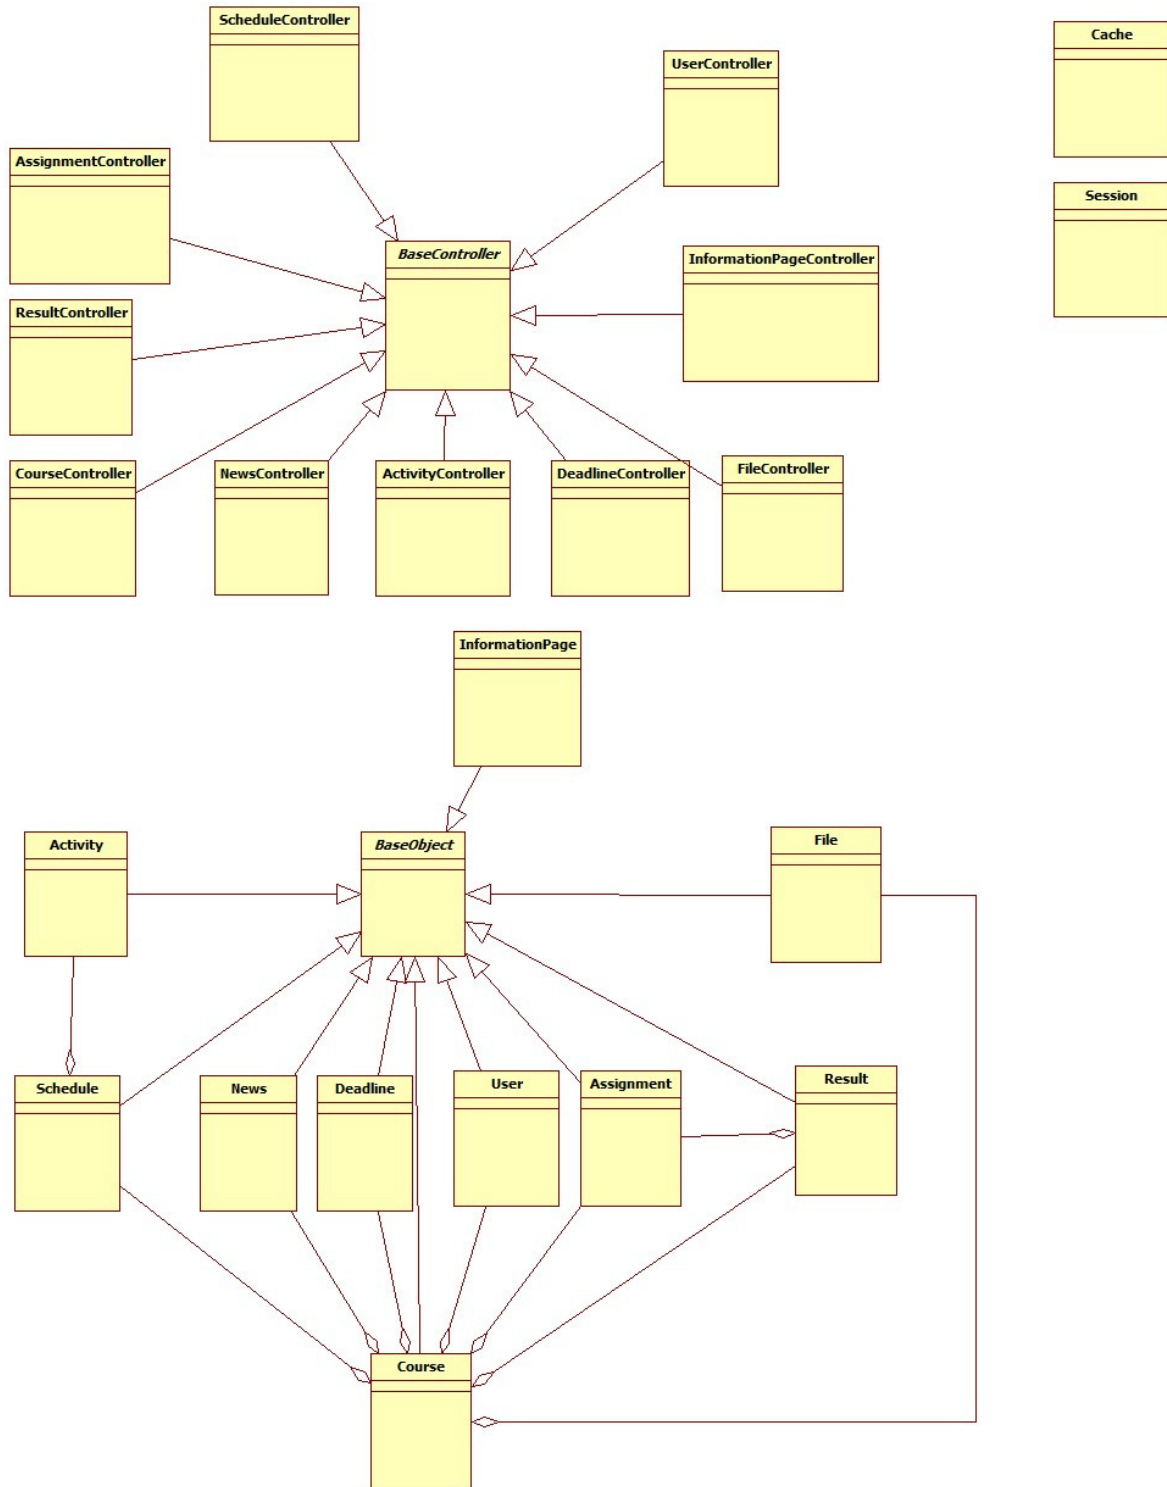 ScheduleController
Cache
UserController
AssignmentController
Session
BaseController
InformationPageController
ResultController
CourseController
NewsController
ActivityController
DeadlineController
FileController
InformationPage
Activity
BaseObject
File
Schedule
News
Deadline
User
Assignment
Result
Course